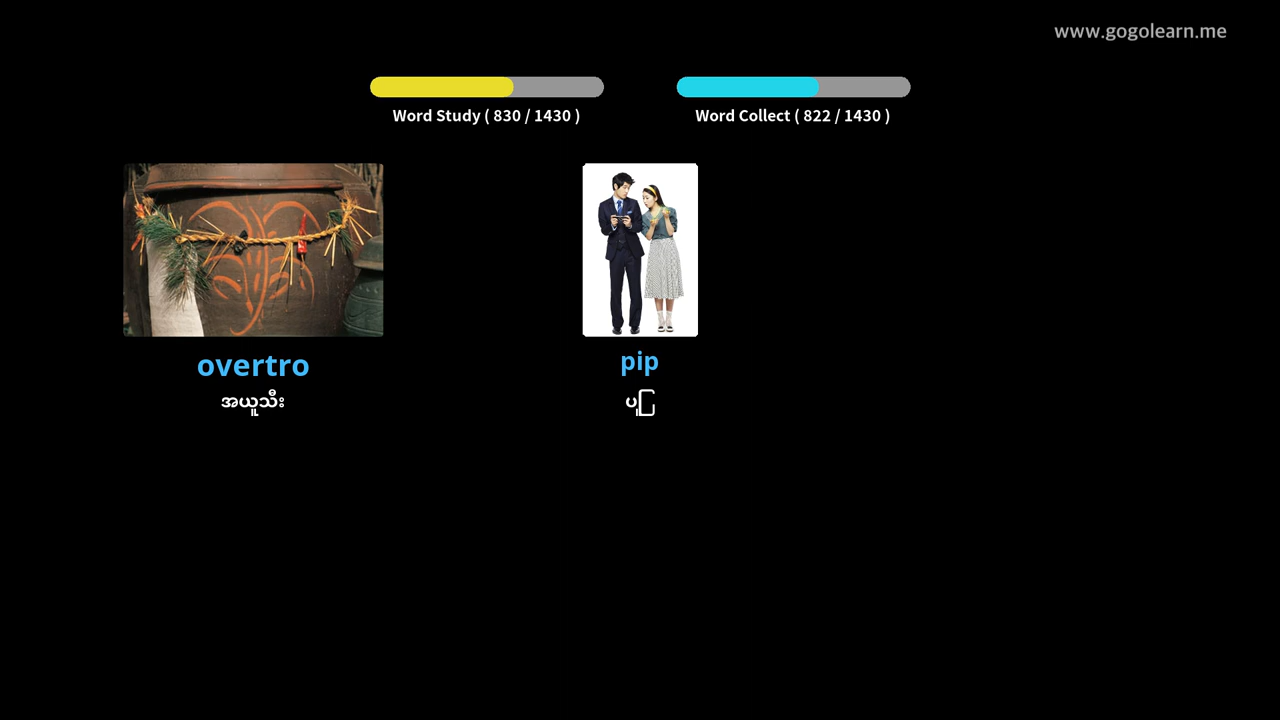 www.gogolearn.me
Word Study ( 830 / 1430 )
Word Collect ( 822 / 1430 )
overtro
pip
အယူသီး
ပူြ